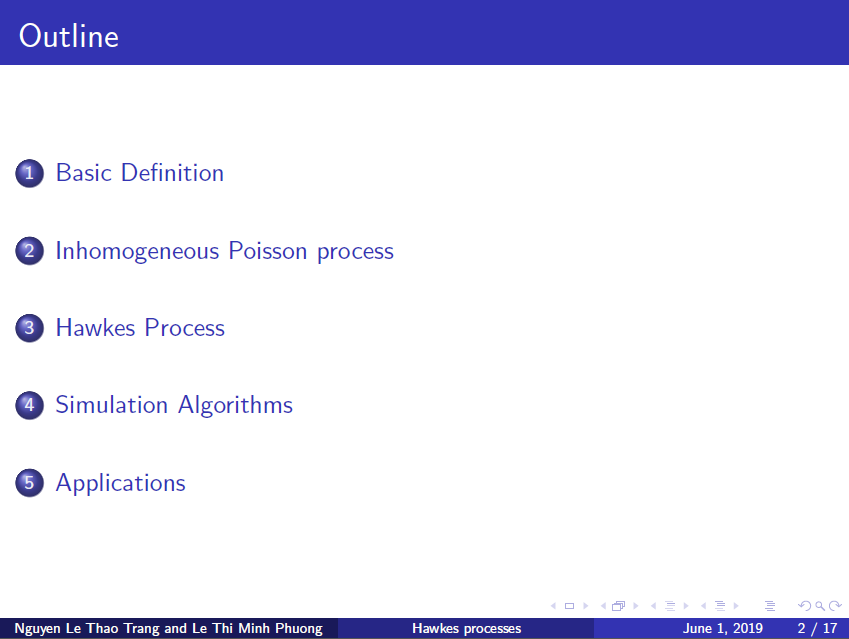 Outline
1 Basic Definition
2 Inhomogeneous Poisson process
3 Hawkes Process
4 Simulation Algorithms
5 Applications
Nguyen Le Thao Trang and Le Thi Minh Phuong Hawkes processes June 1, 2019 2 / 17